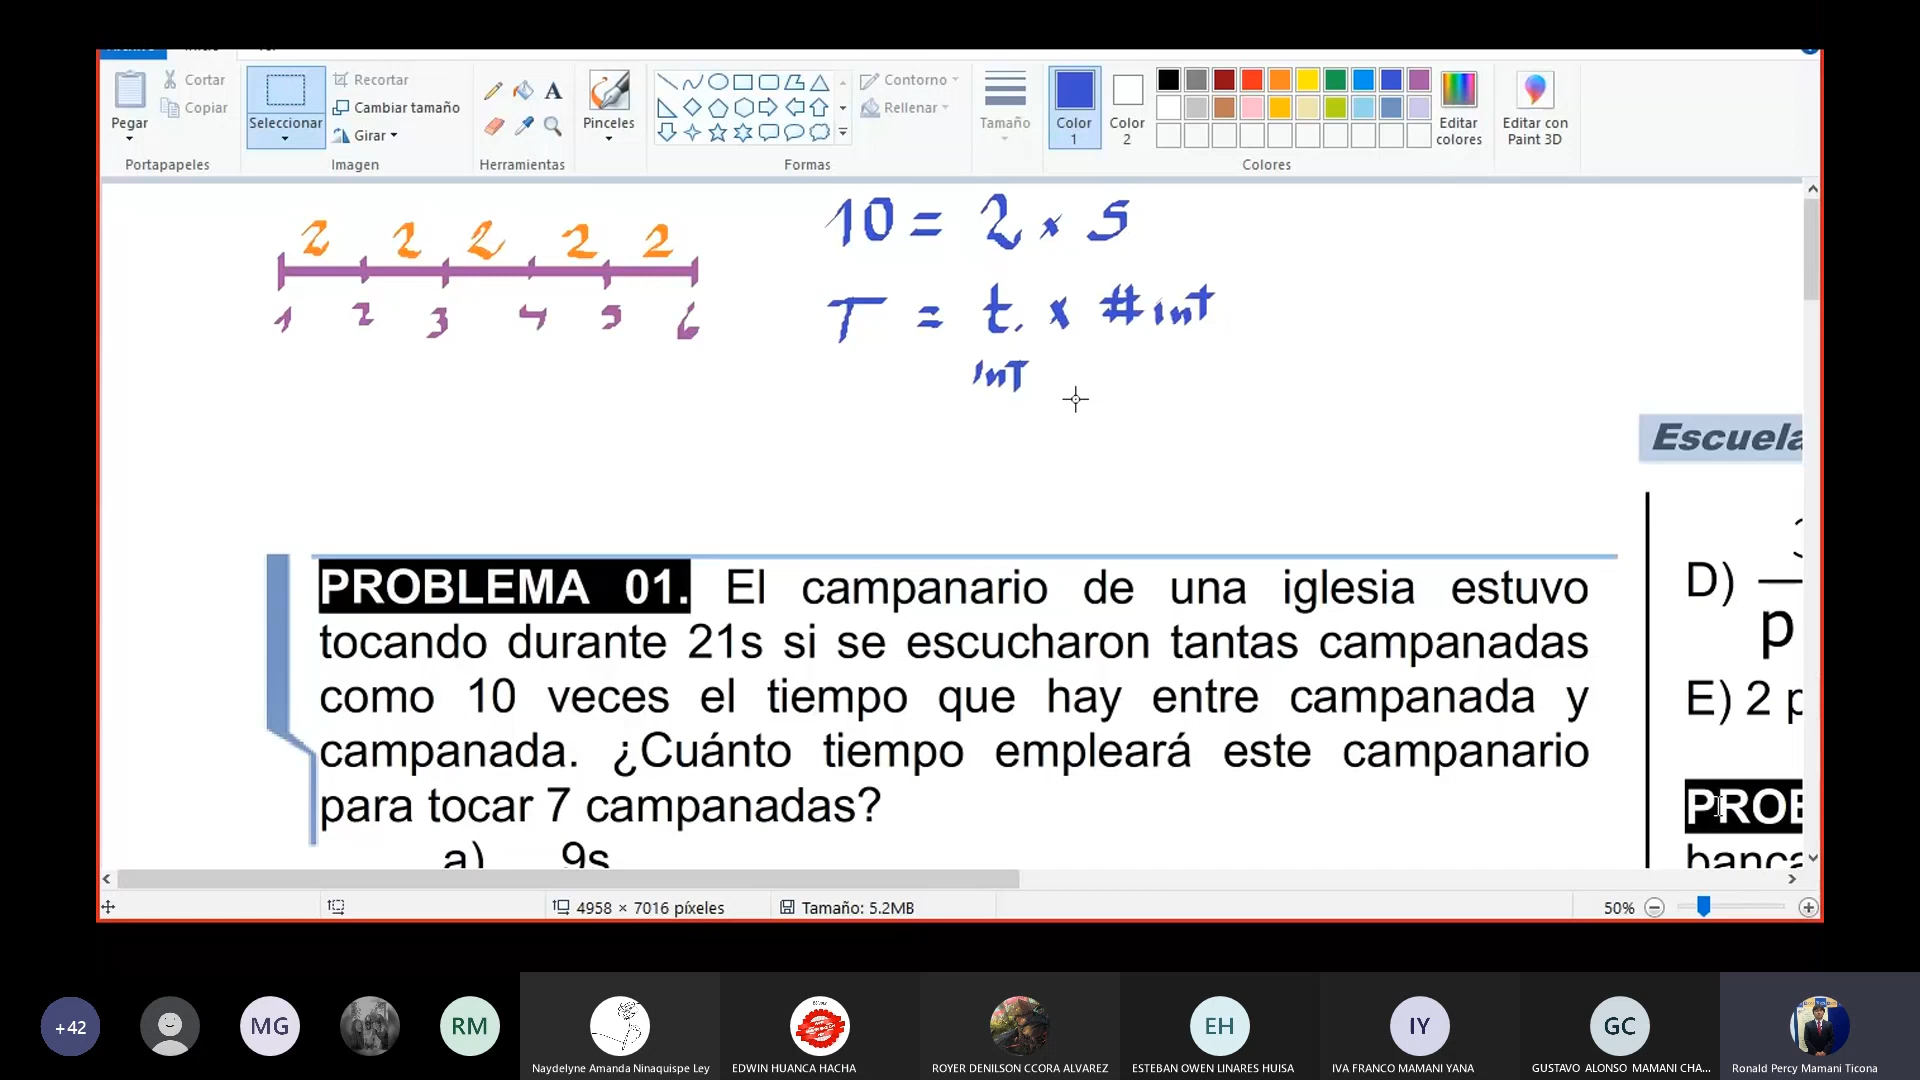 Cortar
Copiar
Pegar
Portapapeles
Seleccionar
Recortar
Cambiar tamaño
Girar
Imagen
A
Herramientas
Pinceles
Formas
Contorno
Rellenar
Tamaño
Color
1
Color
2
Colores
Editar
colores
Editar con
Paint 3D
2 2 2 2 2
1 2 3 4 5 6
10 = 2 x 5
T = t. x #int
INT
Escuela
PROBLEMA 01. El campanario de una iglesia estuvo
tocando durante 21s si se escucharon tantas campanadas
como 10 veces el tiempo que hay entre campanada y
campanada. ¿Cuánto tiempo empleará este campanario
para tocar 7 campanadas?
a) 9s
D)
p
E) 2 p
PROB
banca
4958 × 7016 píxeles
Tamaño: 5.2MB
50%
+42
MG
RM
Naydelyne Amanda Ninaquispe Ley
EDWIN HUANCA HACHA
ROYER DENILSON CCORA ALVAREZ
EH
ESTEBAN OWEN LINARES HUISA
IY
IVA FRANCO MAMANI YANA
GC
GUSTAVO ALONSO MAMANI CHA...
Ronald Percy Mamani Ticona